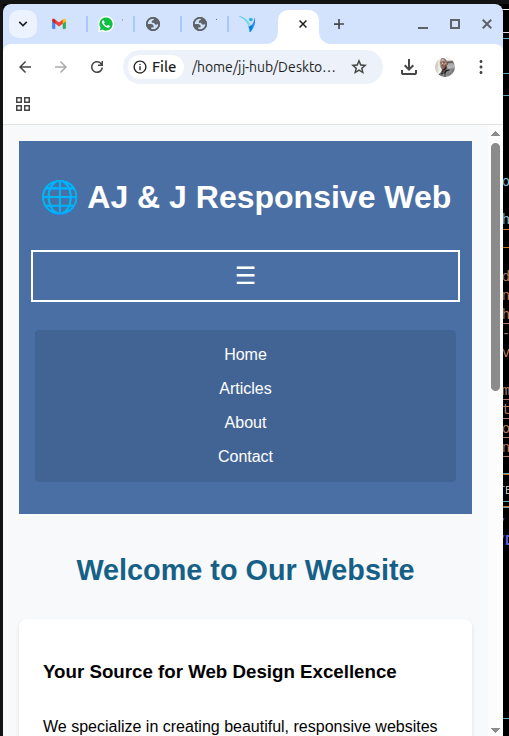 File
/home/jj-hub/Deskto…
AJ & J Responsive Web
Home
Articles
About
Contact
Welcome to Our Website
Your Source for Web Design Excellence
We specialize in creating beautiful, responsive websites